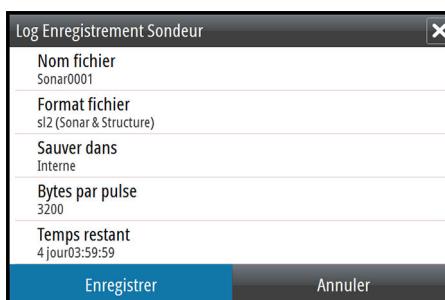 Log Enregistrement Sondeur
Nom fichier
Sonar0001
Format fichier
sl2 (Sonar & Structure)
Sauver dans
Interne
Bytes par pulse
3200
Temps restant
4 jour03:59:59
Enregistrer Annuler